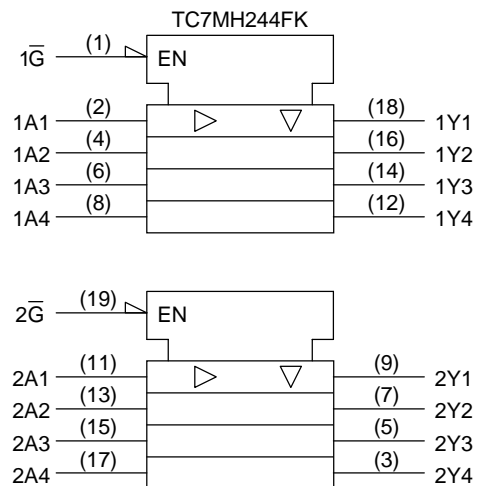 TC7MH244FK
1G̅ (1) EN
1A1 (2) (18) 1Y1
1A2 (4) (16) 1Y2
1A3 (6) (14) 1Y3
1A4 (8) (12) 1Y4
2G̅ (19) EN
2A1 (11) (9) 2Y1
2A2 (13) (7) 2Y2
2A3 (15) (5) 2Y3
2A4 (17) (3) 2Y4